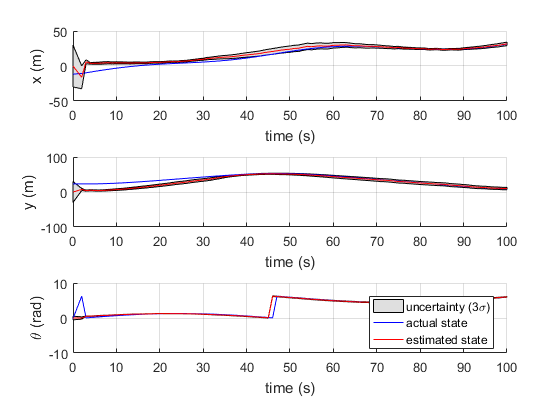 50
0
-50
x (m)
0 10 20 30 40 50 60 70 80 90 100
time (s)
100
0
-100
y (m)
0 10 20 30 40 50 60 70 80 90 100
time (s)
10
0
-10
θ (rad)
uncertainty (3σ)
actual state
estimated state
0 10 20 30 40 50 60 70 80 90 100
time (s)